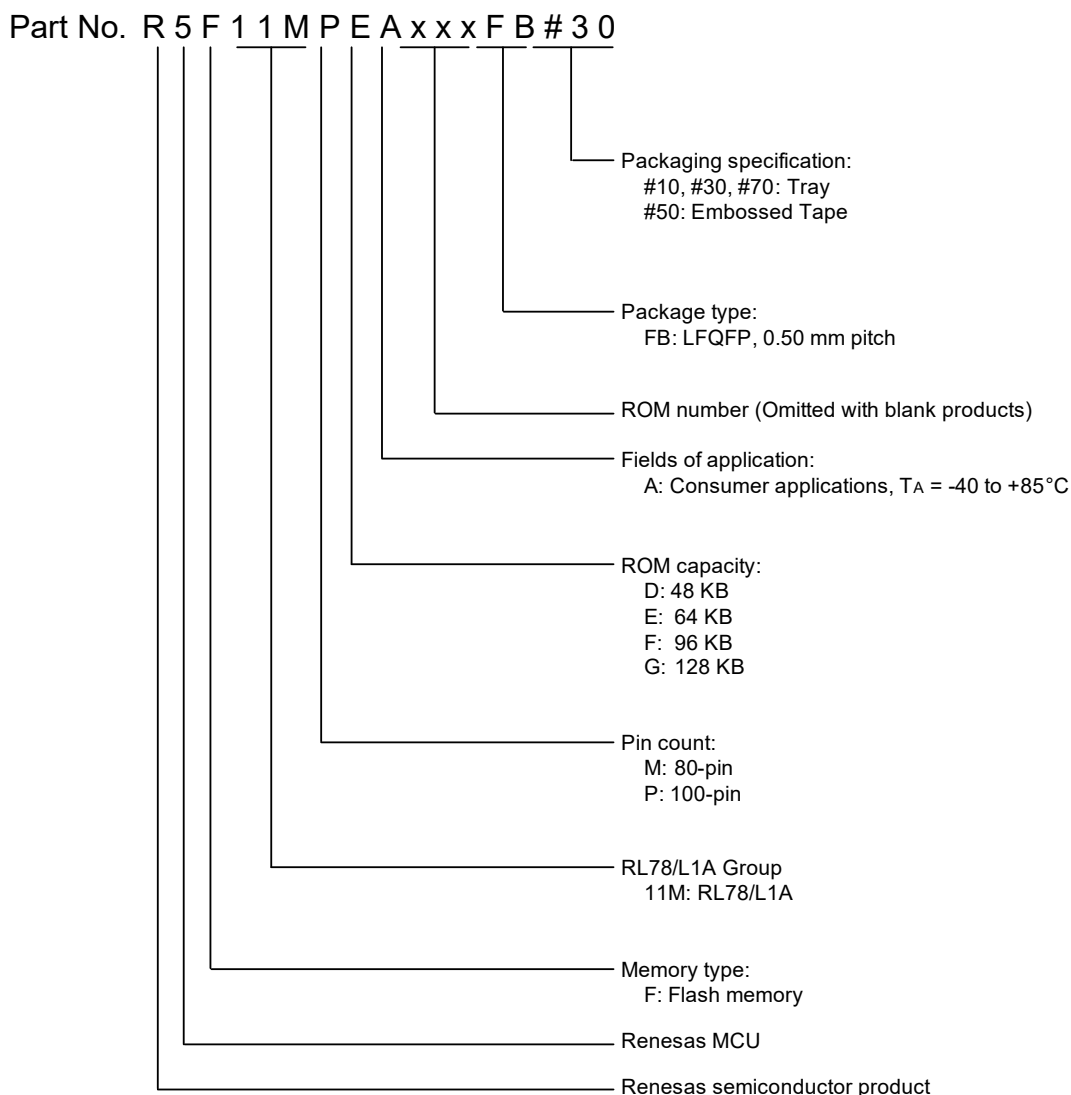 Part No. R 5 F 1 1 M P E A x x x F B # 3 0
Packaging specification:
#10, #30, #70: Tray
#50: Embossed Tape
Package type:
FB: LFQFP, 0.50 mm pitch
ROM number (Omitted with blank products)
Fields of application:
A: Consumer applications, TA = -40 to +85°C
ROM capacity:
D: 48 KB
E: 64 KB
F: 96 KB
G: 128 KB
Pin count:
M: 80-pin
P: 100-pin
RL78/L1A Group
11M: RL78/L1A
Memory type:
F: Flash memory
Renesas MCU
Renesas semiconductor product